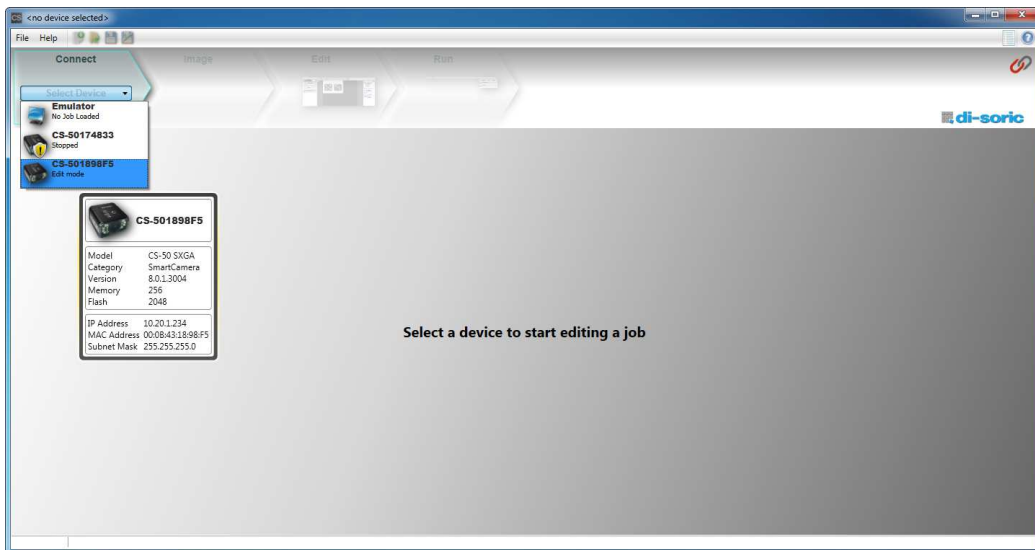 <no device selected>
File Help
Connect Image Edit Run
Select Device
Emulator
No Job Loaded
CS-50174833
Stopped
CS-501898F5
Edit mode
di-soric
CS-501898F5
Model CS-50 SXGA
Category SmartCamera
Version 8.0.1.3004
Memory 256
Flash 2048
IP Address 10.20.1.234
MAC Address 00:0B:43:18:98:F5
Subnet Mask 255.255.255.0
Select a device to start editing a job